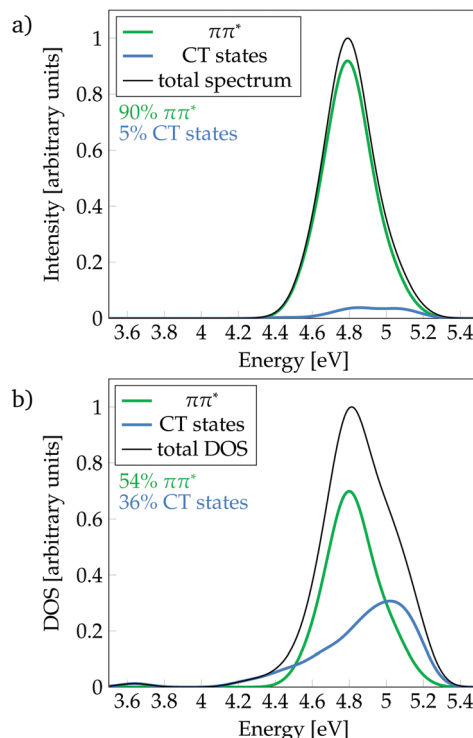 a)
ππ*
CT states
total spectrum
90% ππ*
5% CT states
Intensity [arbitrary units]
1
0.8
0.6
0.4
0.2
0
3.6 3.8 4 4.2 4.4 4.6 4.8 5 5.2 5.4
Energy [eV]
b)
ππ*
CT states
total DOS
54% ππ*
36% CT states
DOS [arbitrary units]
1
0.8
0.6
0.4
0.2
0
3.6 3.8 4 4.2 4.4 4.6 4.8 5 5.2 5.4
Energy [eV]